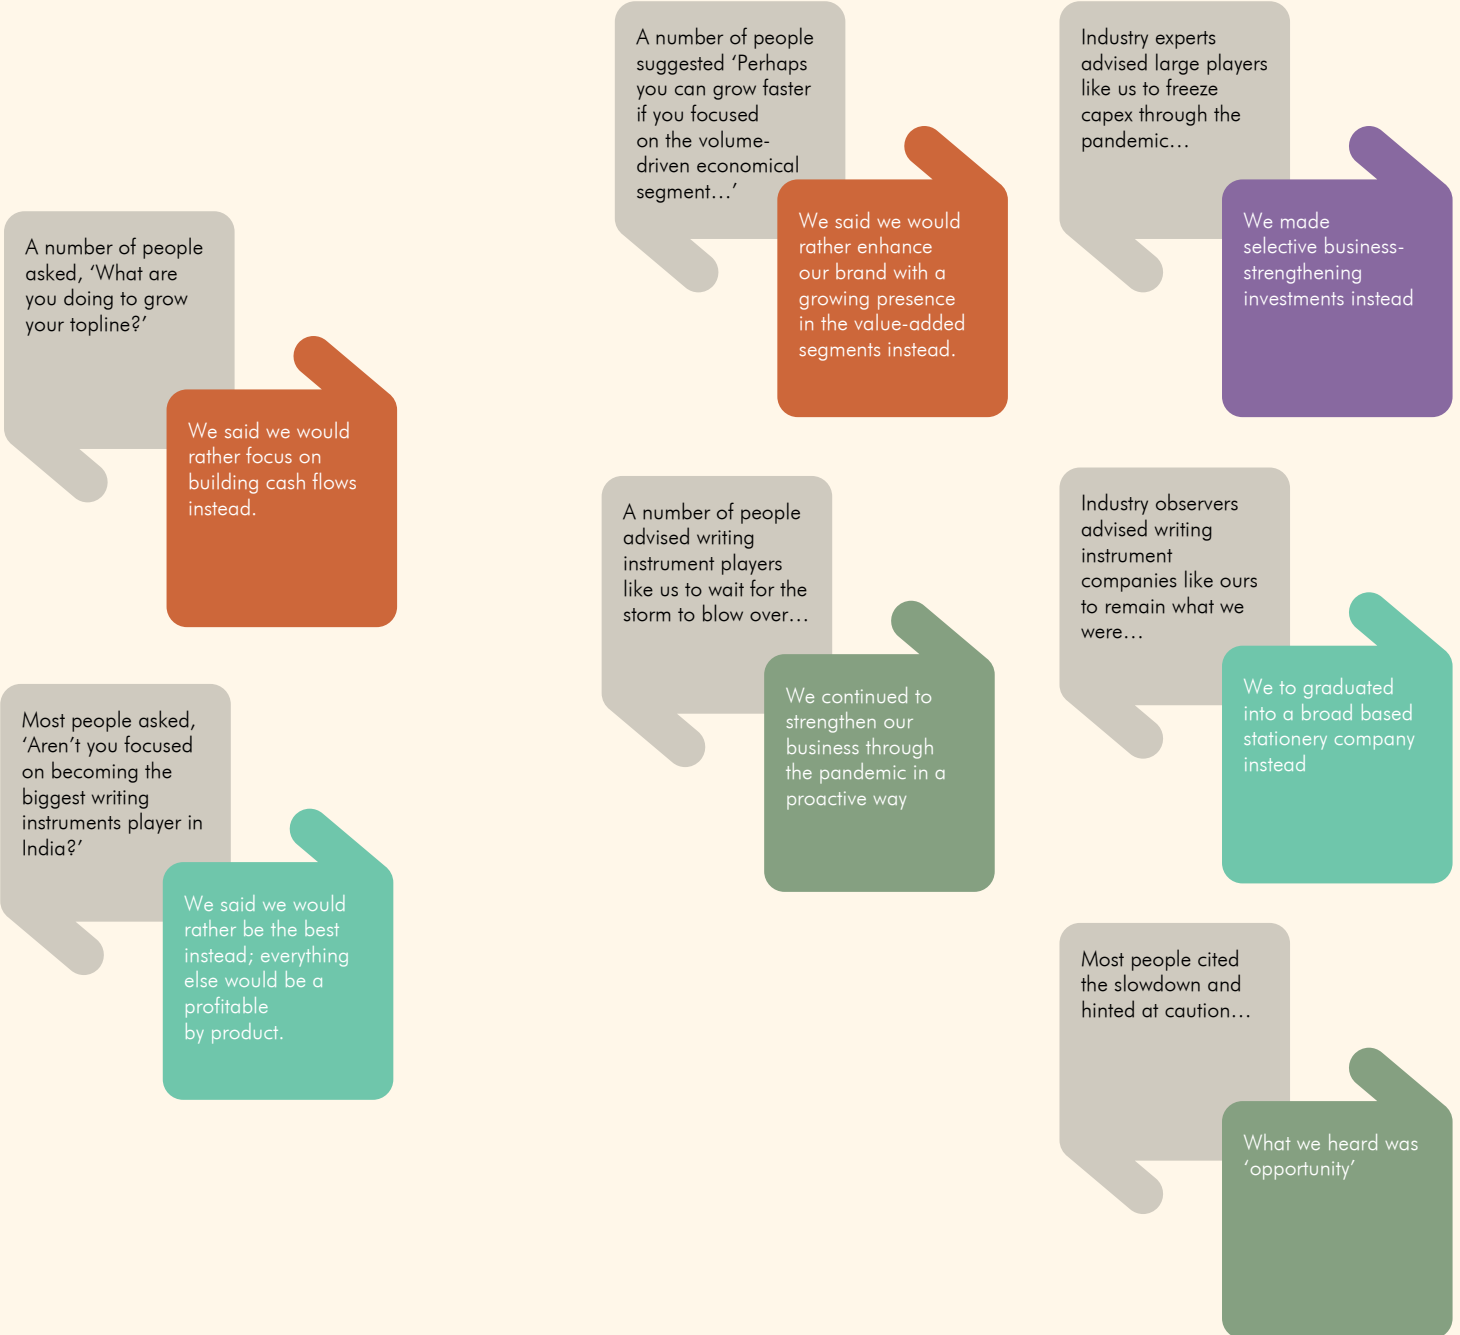 A number of people
asked, ‘What are
you doing to grow
your topline?’
We said we would
rather focus on
building cash flows
instead.
Most people asked,
‘Aren’t you focused
on becoming the
biggest writing
instruments player in
India?’
We said we would
rather be the best
instead; everything
else would be a
profitable
by product.
A number of people
suggested ‘Perhaps
you can grow faster
if you focused
on the volume-
driven economical
segment...’
We said we would
rather enhance
our brand with a
growing presence
in the value-added
segments instead.
A number of people
advised writing
instrument players
like us to wait for the
storm to blow over...
We continued to
strengthen our
business through
the pandemic in a
proactive way
Industry experts
advised large players
like us to freeze
capex through the
pandemic...
We made
selective business-
strengthening
investments instead
Industry observers
advised writing
instrument
companies like ours
to remain what we
were...
We to graduated
into a broad based
stationery company
instead
Most people cited
the slowdown and
hinted at caution...
What we heard was
‘opportunity’